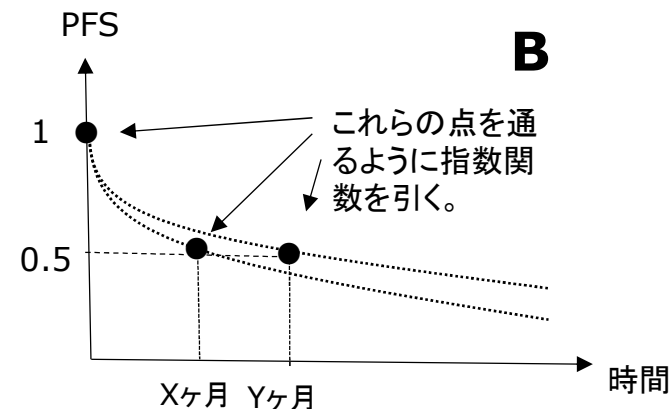 PFS
B
1
これらの点を通
るように指数関
数を引く。
0.5
時間
Xヶ月
Yヶ月